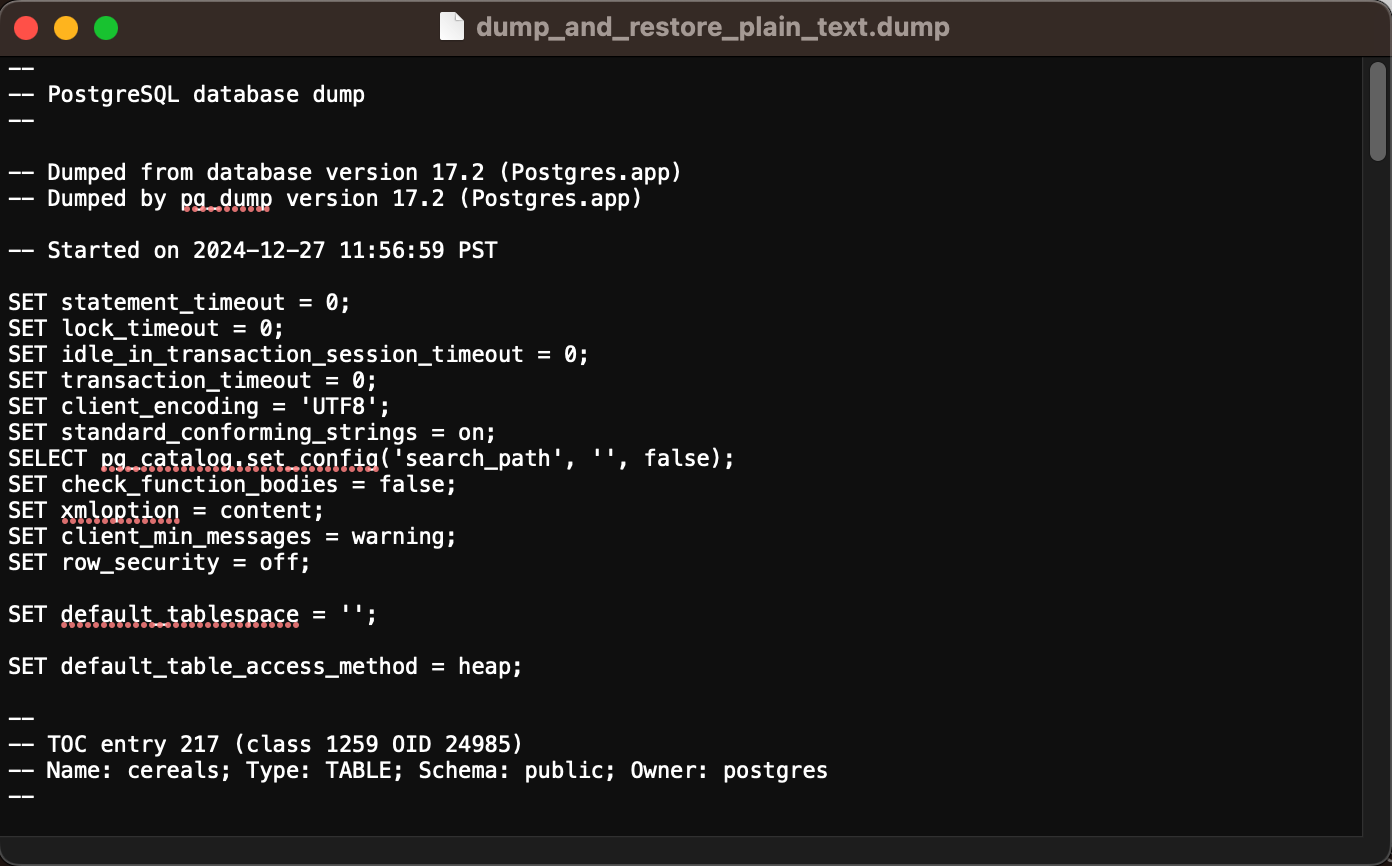 dump_and_restore_plain_text.dump
--
-- PostgreSQL database dump
--
-- Dumped from database version 17.2 (Postgres.app)
-- Dumped by pg_dump version 17.2 (Postgres.app)
-- Started on 2024-12-27 11:56:59 PST
SET statement_timeout = 0;
SET lock_timeout = 0;
SET idle_in_transaction_session_timeout = 0;
SET transaction_timeout = 0;
SET client_encoding = 'UTF8';
SET standard_conforming_strings = on;
SELECT pg_catalog.set_config('search_path', '', false);
SET check_function_bodies = false;
SET xmloption = content;
SET client_min_messages = warning;
SET row_security = off;
SET default_tablespace = '';
SET default_table_access_method = heap;
--
-- TOC entry 217 (class 1259 OID 24985)
-- Name: cereals; Type: TABLE; Schema: public; Owner: postgres
--